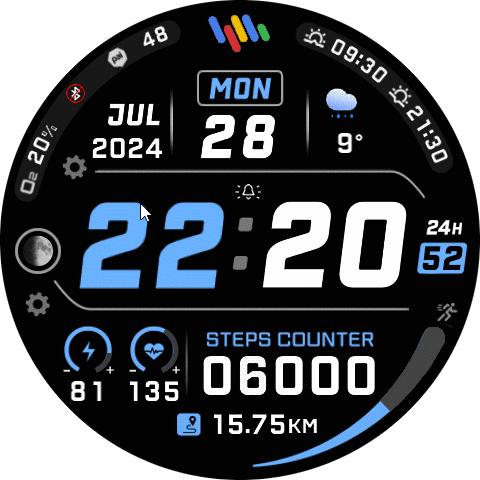 48
09:30
21:30
O₂ 20%
MON
JUL
28
2024
9°
22:20
24H
52
STEPS COUNTER
06000
- + - +
81 135
15.75KM